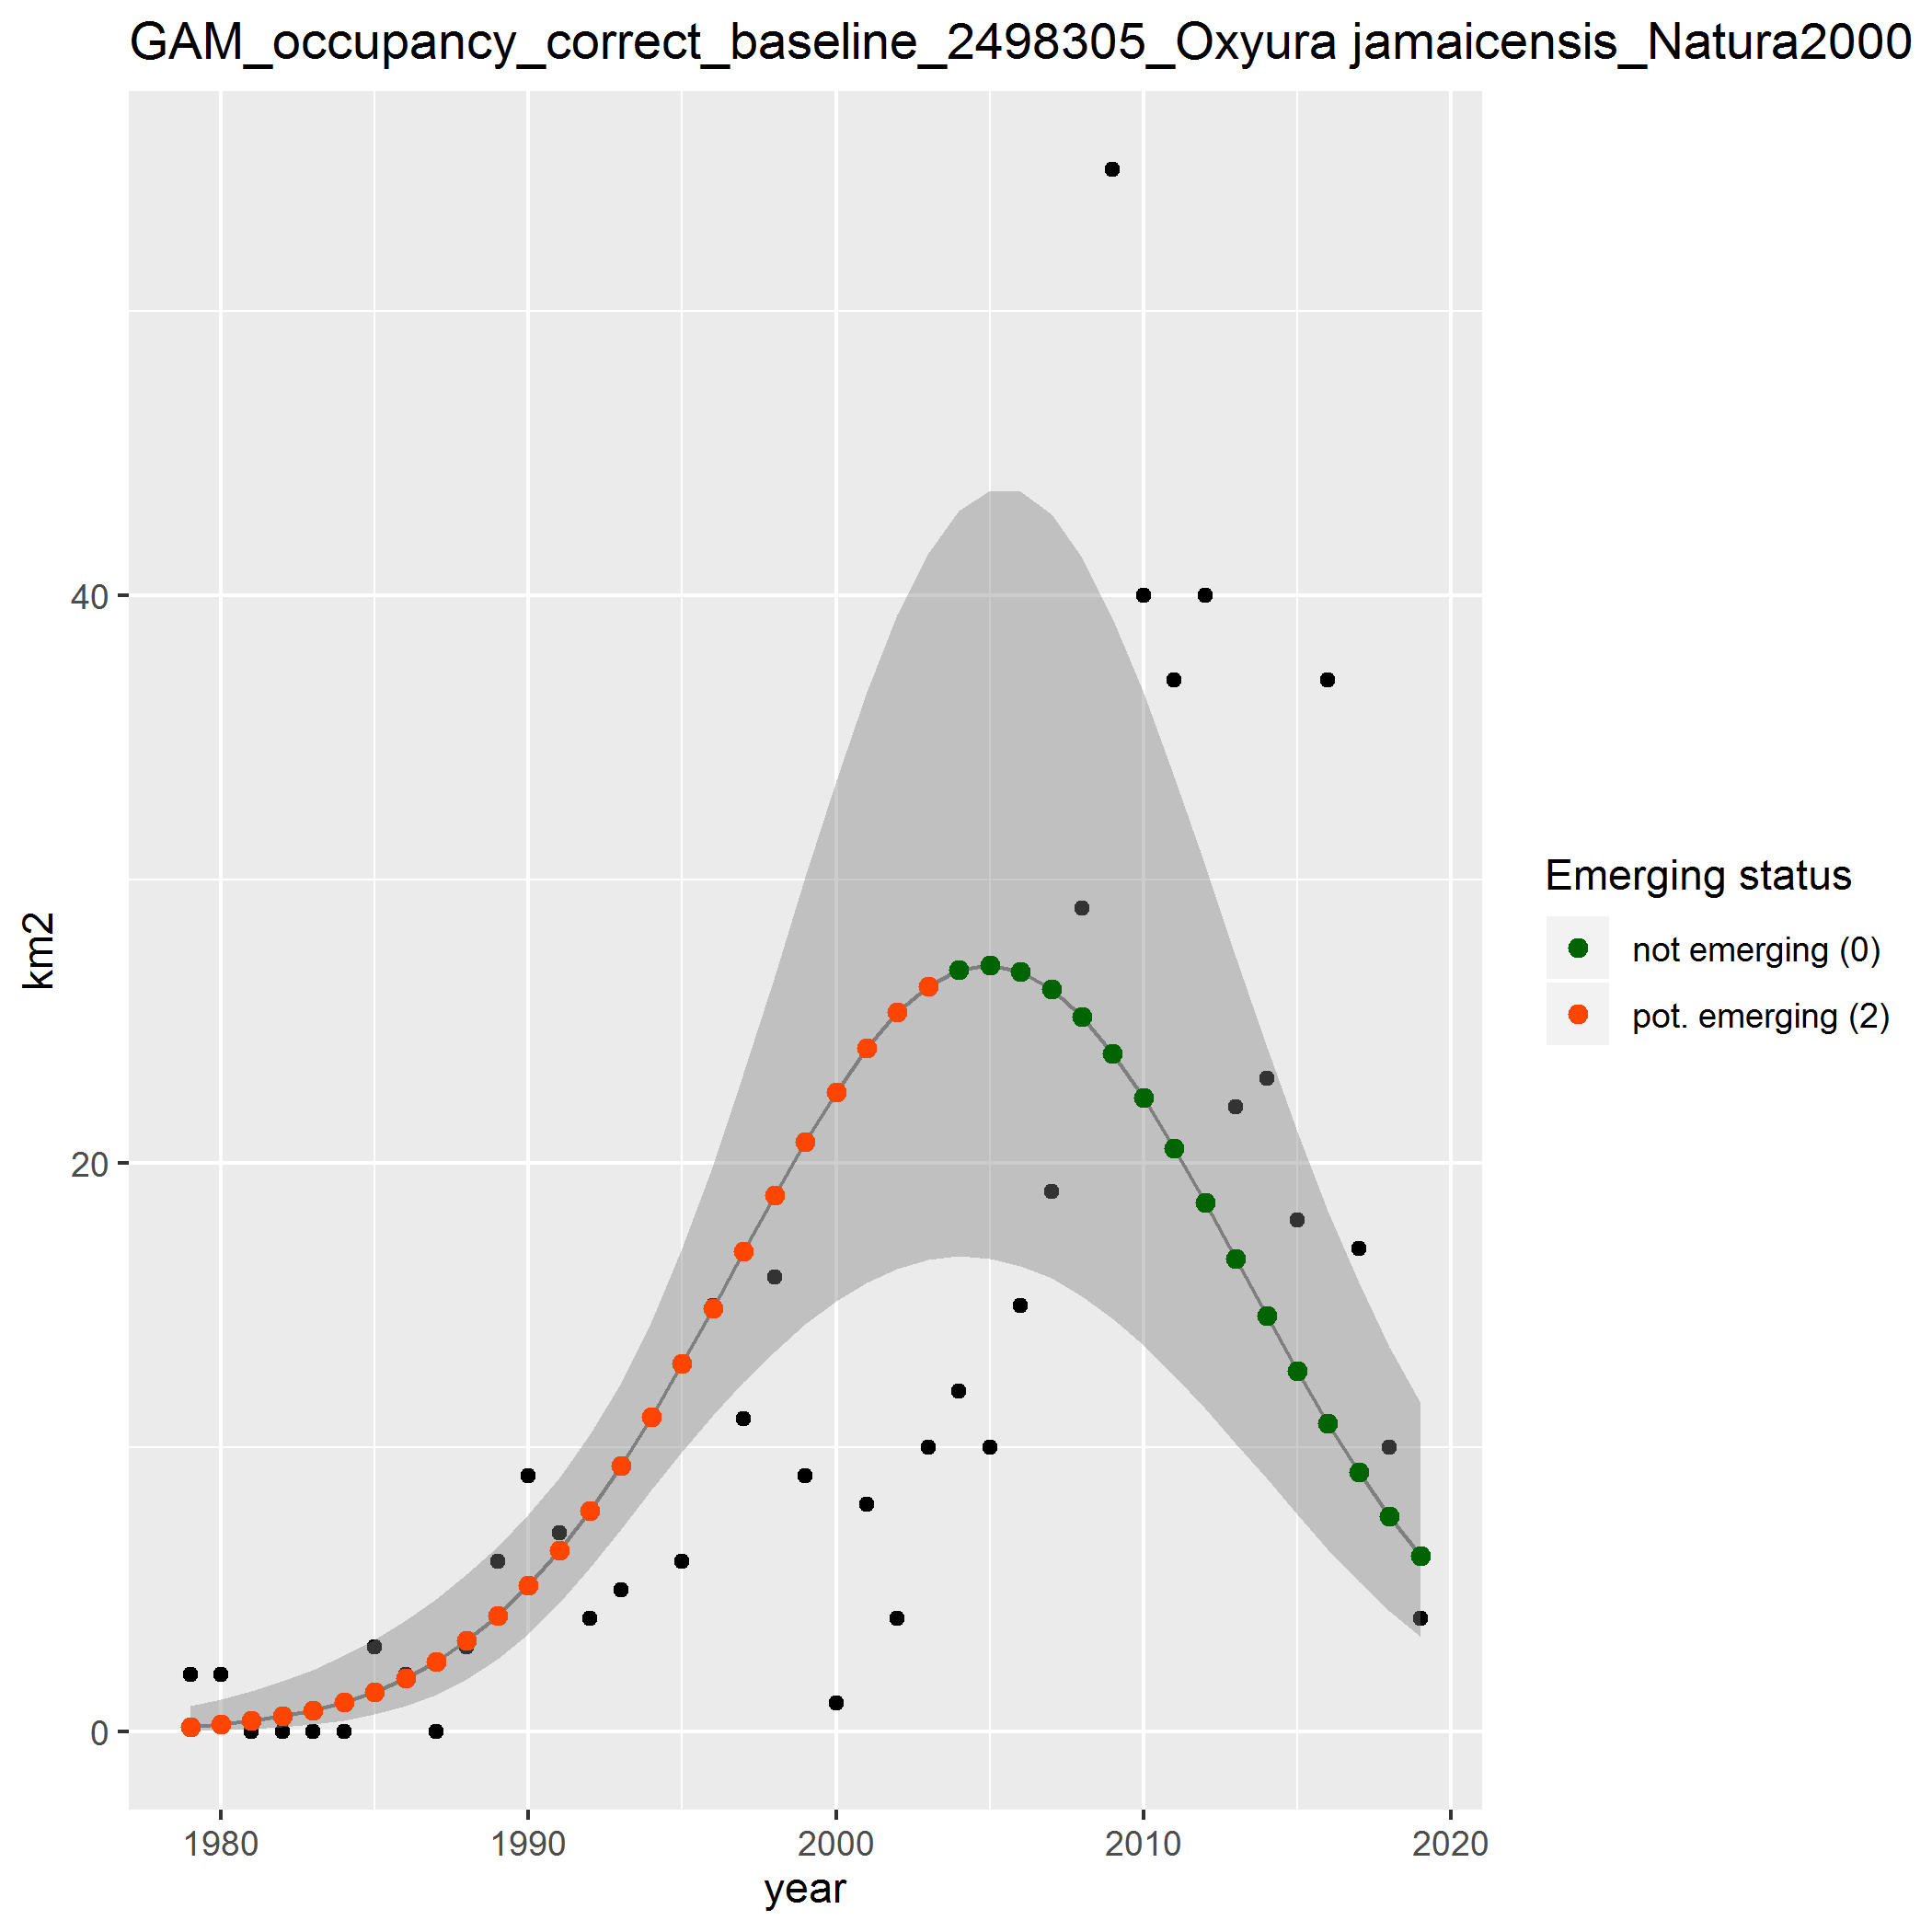 GAM_occupancy_correct_baseline_2498305_Oxyura jamaicensis_Natura2000
km2
40
20
0
1980
1990
2000
2010
2020
year
Emerging status
not emerging (0)
pot. emerging (2)